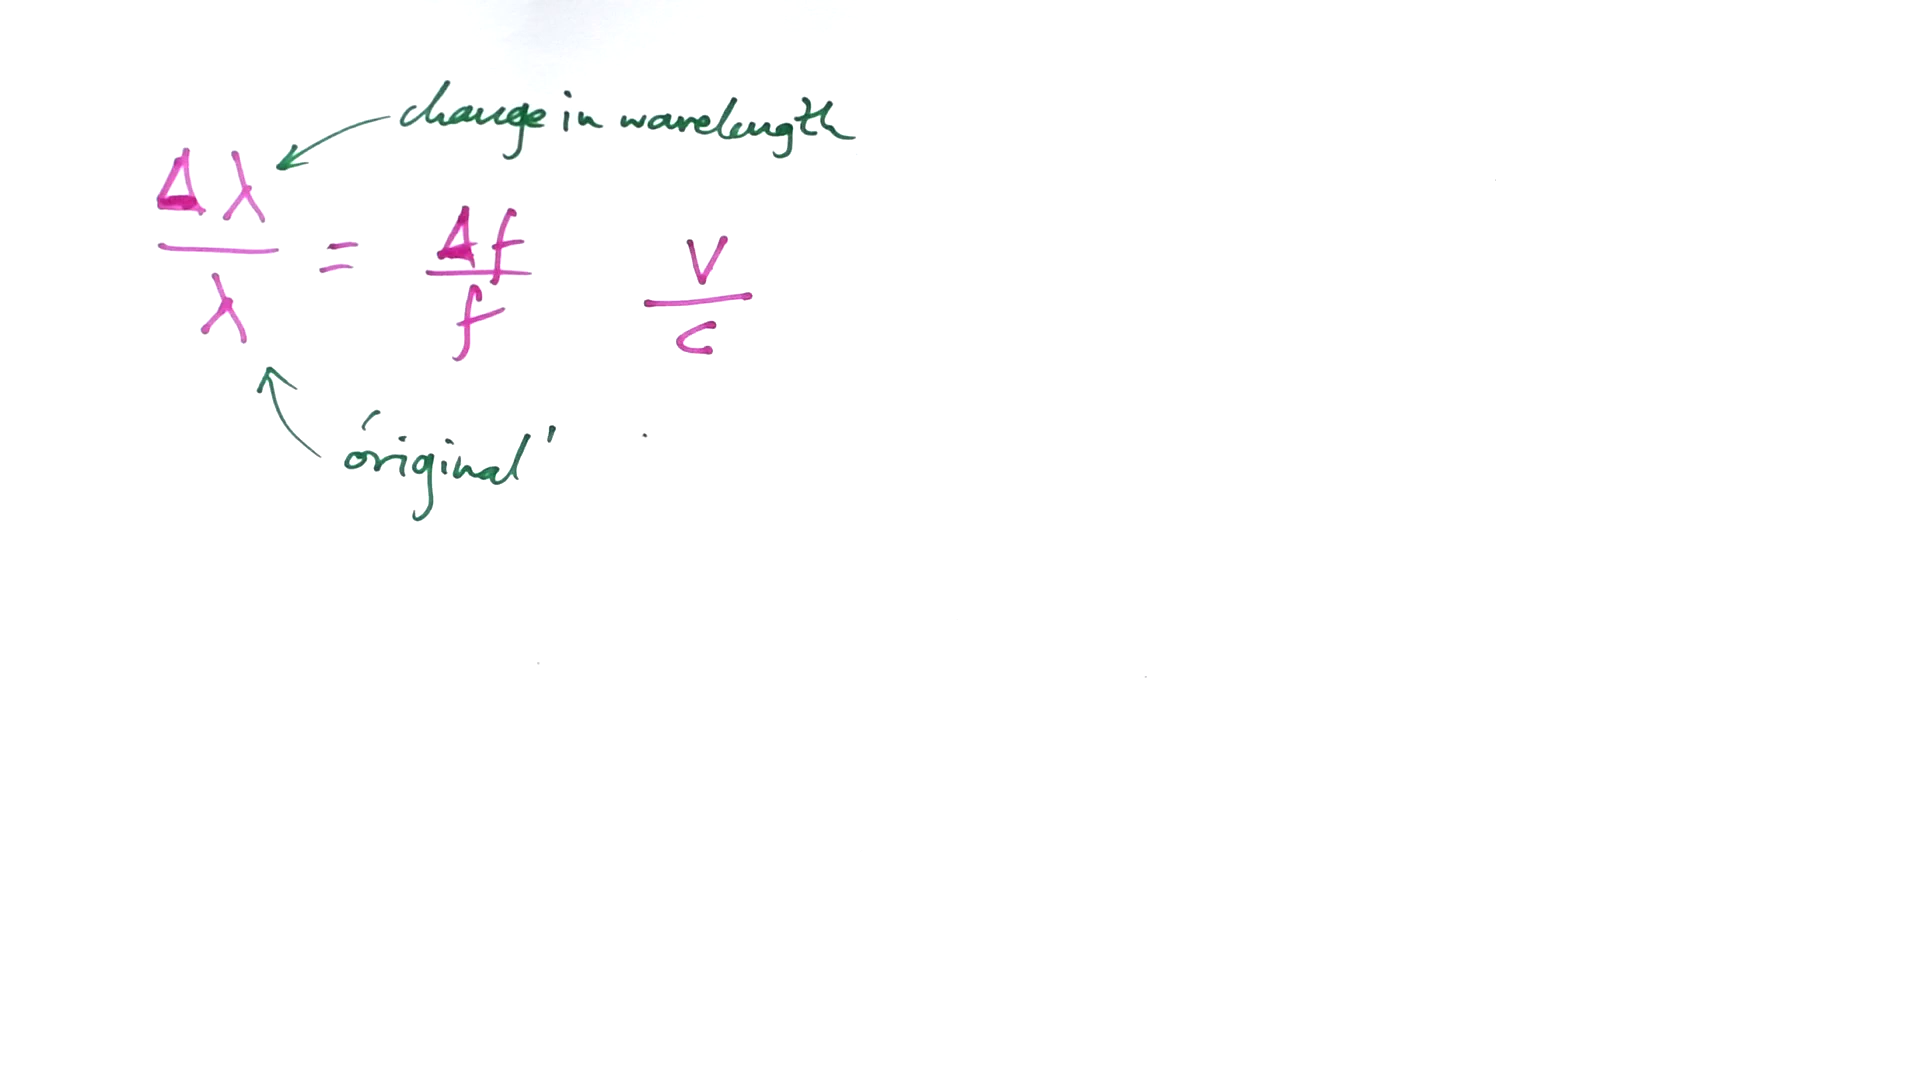 change in wavelength
Δλ/λ = Δf/f v/c
'original'